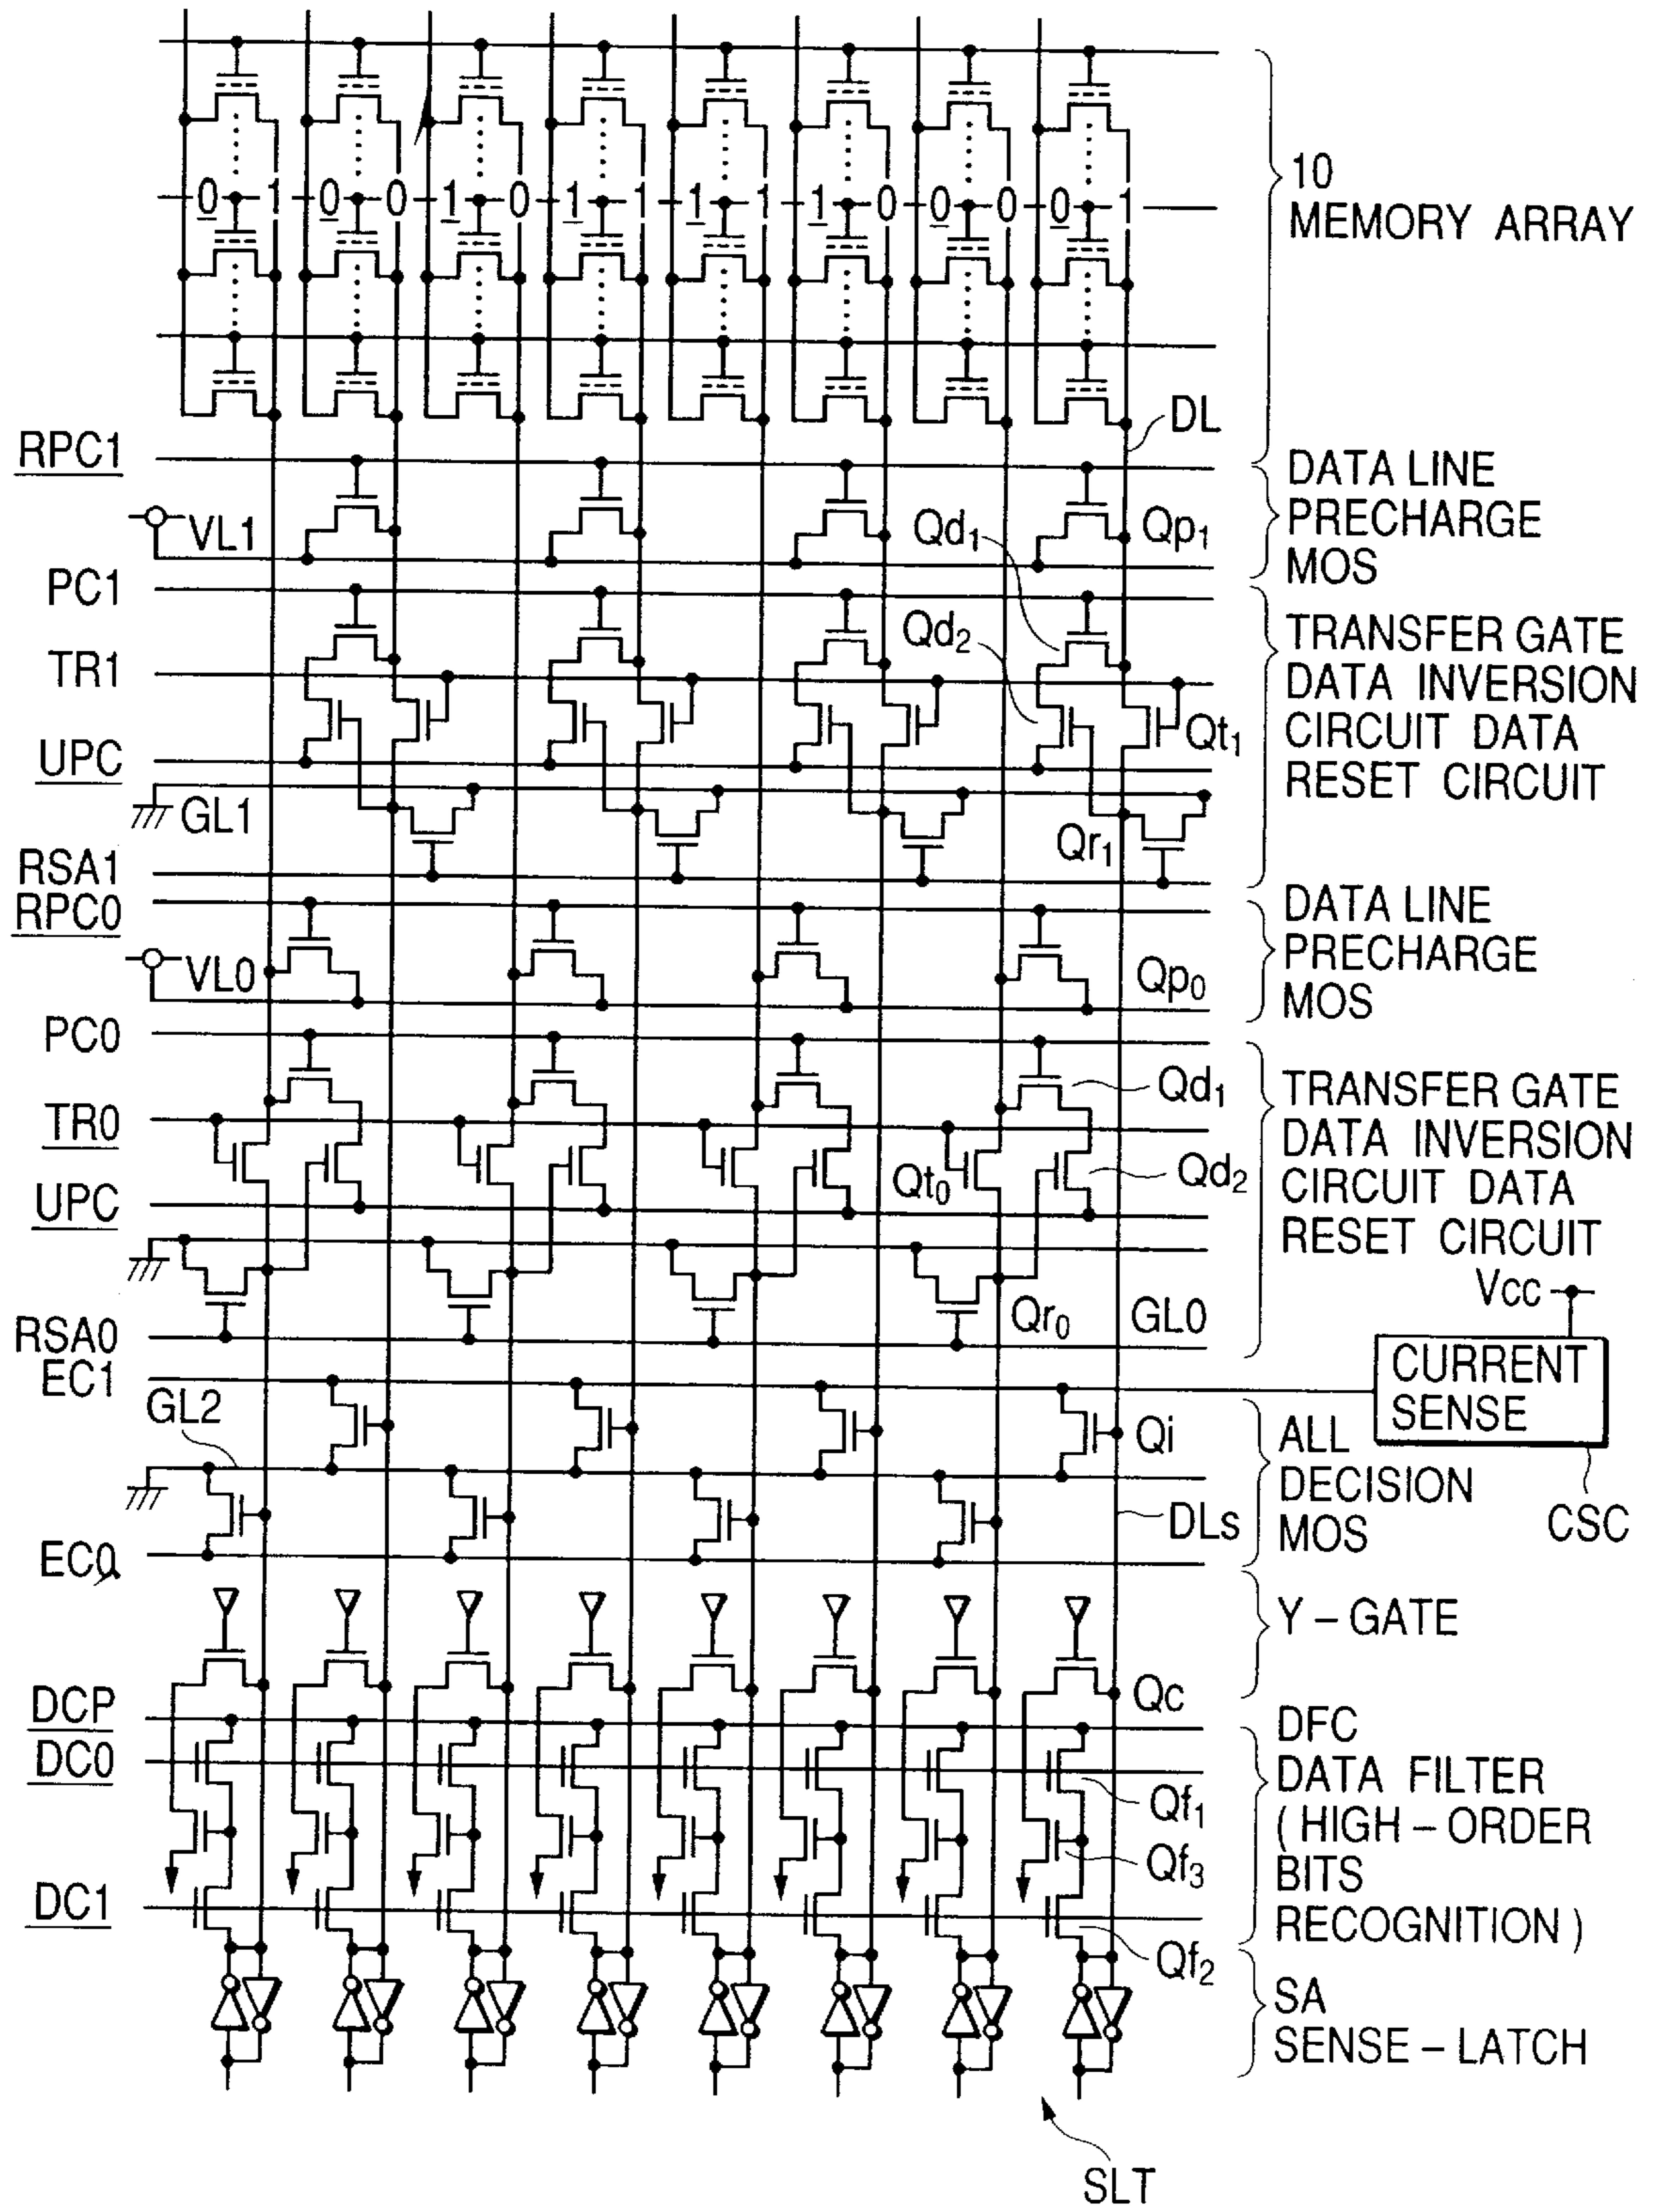 0 1 0 0 1 0 1 1 1 1 1 0 0 0 0 1
10
MEMORY ARRAY
DL
RPC1
DATA LINE
PRECHARGE
MOS
VL1
Qd1
Qp1
PC1
Qd2
TRANSFER GATE
DATA INVERSION
CIRCUIT DATA
RESET CIRCUIT
TR1
Qt1
UPC
GL1
Qr1
RSA1
RPC0
DATA LINE
PRECHARGE
MOS
VL0
Qp0
PC0
Qd1
TRANSFER GATE
DATA INVERSION
CIRCUIT DATA
RESET CIRCUIT
TR0
Qt0
Qd2
UPC
Vcc
Qr0
GL0
RSA0
EC1
CURRENT
SENSE
GL2
Qi
ALL
DECISION
MOS
DLs
CSC
EC0
Y – GATE
Qc
DCP
DC0
DFC
DATA FILTER
( HIGH – ORDER
BITS
RECOGNITION )
Qf1
Qf3
DC1
Qf2
SA
SENSE – LATCH
SLT